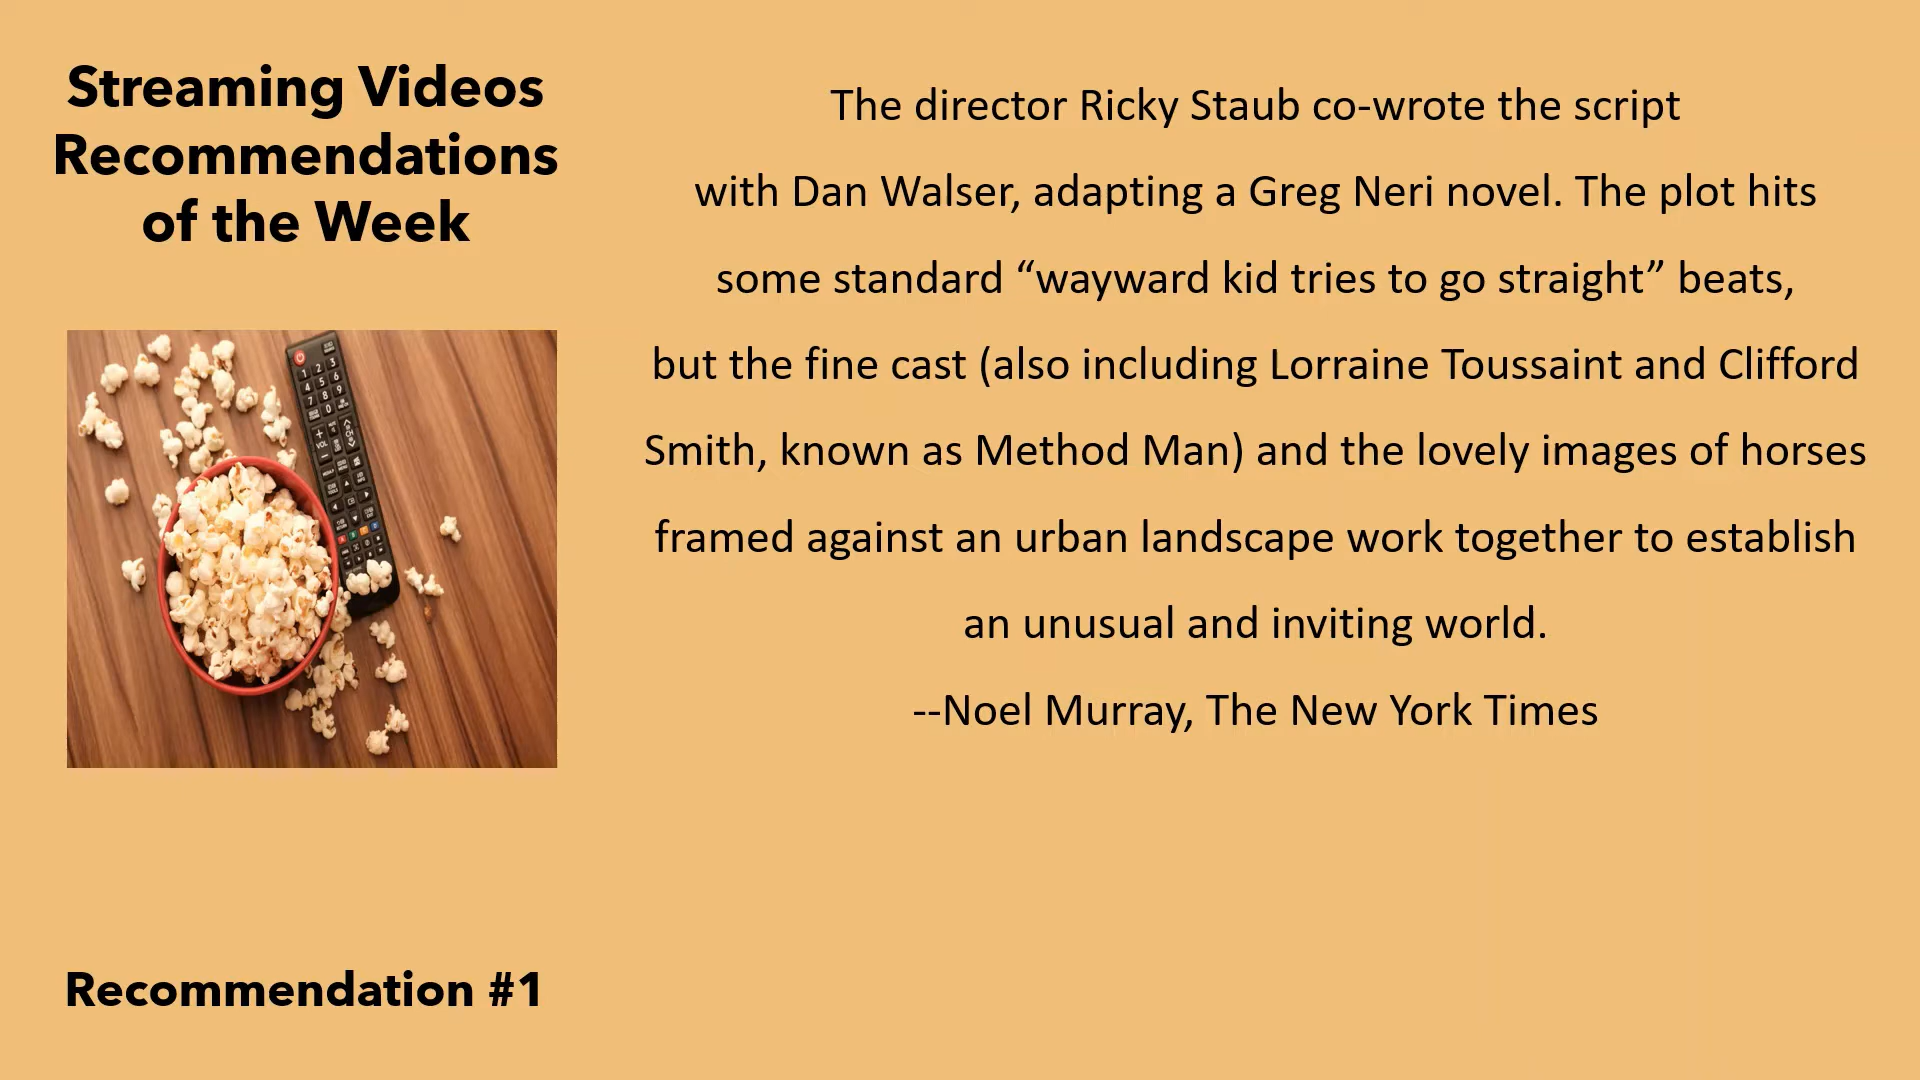 Streaming Videos
Recommendations
of the Week
The director Ricky Staub co-wrote the script
with Dan Walser, adapting a Greg Neri novel. The plot hits
some standard “wayward kid tries to go straight” beats,
but the fine cast (also including Lorraine Toussaint and Clifford
Smith, known as Method Man) and the lovely images of horses
framed against an urban landscape work together to establish
an unusual and inviting world.
--Noel Murray, The New York Times
Recommendation #1